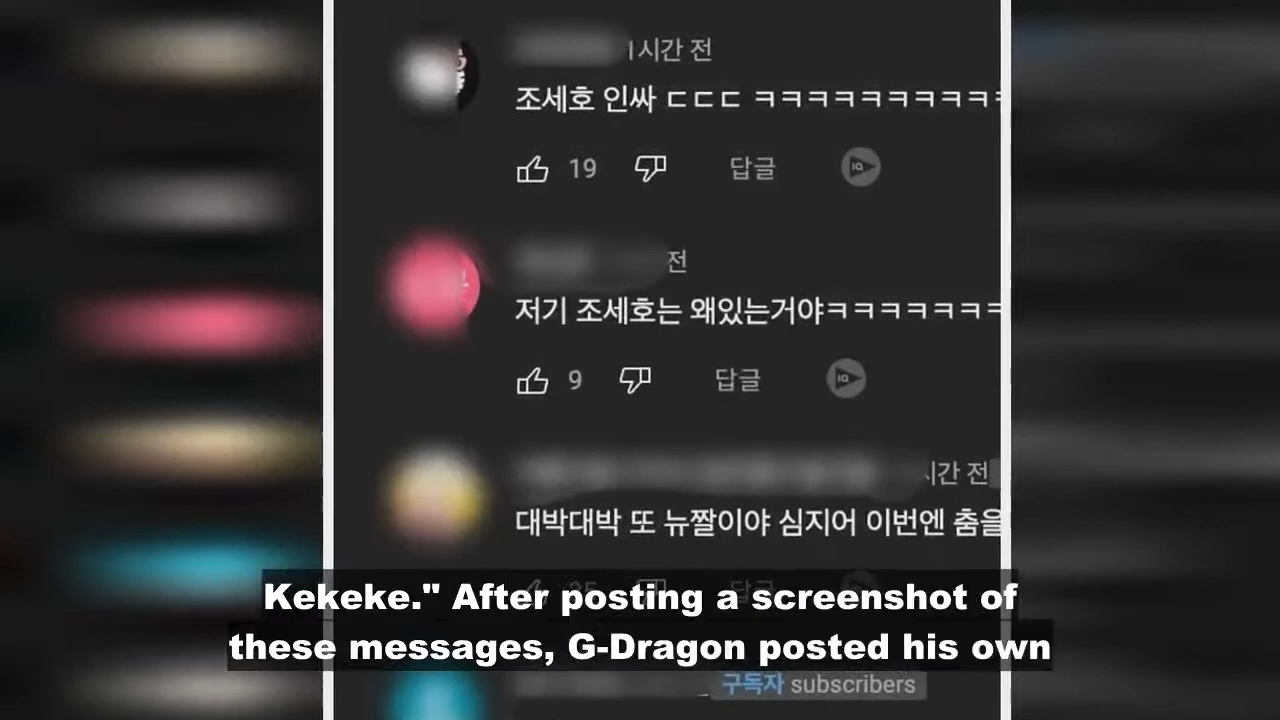 1시간 전
조세호 인싸 ㄷㄷㄷ ㅋㅋㅋㅋㅋㅋㅋㅋㅋ
19 답글
전
저기 조세호는 왜있는거야ㅋㅋㅋㅋㅋㅋㅋ
9 답글
시간 전
대박대박 또 뉴짤이야 심지어 이번엔 춤을
Kekeke." After posting a screenshot of
these messages, G-Dragon posted his own
구독자 subscribers